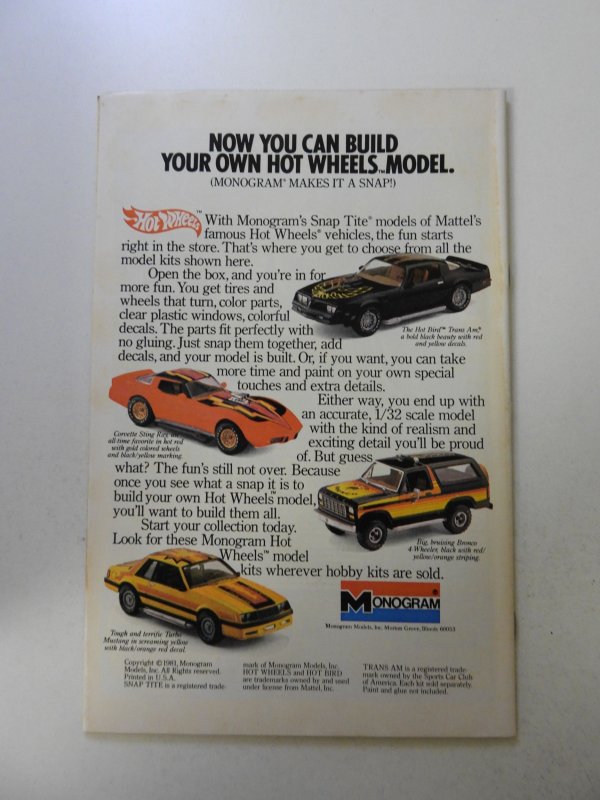 NOW YOU CAN BUILD
YOUR OWN HOT WHEELS™ MODEL.
(MONOGRAM® MAKES IT A SNAP!)
Hot Wheels™
With Monogram's Snap Tite® models of Mattel's
famous Hot Wheels® vehicles, the fun starts
right in the store. That's where you get to choose from all the
model kits shown here.
Open the box, and you're in for
more fun. You get tires and
wheels that turn, color parts,
clear plastic windows, colorful
decals. The parts fit perfectly with
no gluing. Just snap them together, add
decals, and your model is built. Or, if you want, you can take
more time and paint on your own special
touches and extra details.
The Hot Bird™ Trans Am,®
a bold black beauty with red
and yellow decals.
Either way, you end up with
an accurate, 1/32 scale model
with the kind of realism and
exciting detail you'll be proud
of. But guess
Corvette Sting Ray, an
all-time favorite in hot red
with gold colored wheels
and black/yellow marking.
what? The fun's still not over. Because
once you see what a snap it is to
build your own Hot Wheels™ model,
you'll want to build them all.
Start your collection today.
Look for these Monogram Hot
Wheels™ model
kits wherever hobby kits are sold.
Big, bruising Bronco
4-Wheeler, black with red/
yellow/orange striping.
Tough and terrific Turbo
Mustang in screaming yellow
with black/orange red decal.
MONOGRAM
Monogram Models, Inc. Morton Grove, Illinois 60053
Copyright © 1981, Monogram
Models, Inc. All Rights reserved.
Printed in U.S.A.
SNAP TITE is a registered trade-
mark of Monogram Models, Inc.
HOT WHEELS and HOT BIRD
are trademarks owned by and used
under license from Mattel, Inc.
TRANS AM is a registered trade-
mark owned by the Sports Car Club
of America. Each kit sold separately.
Paint and glue not included.